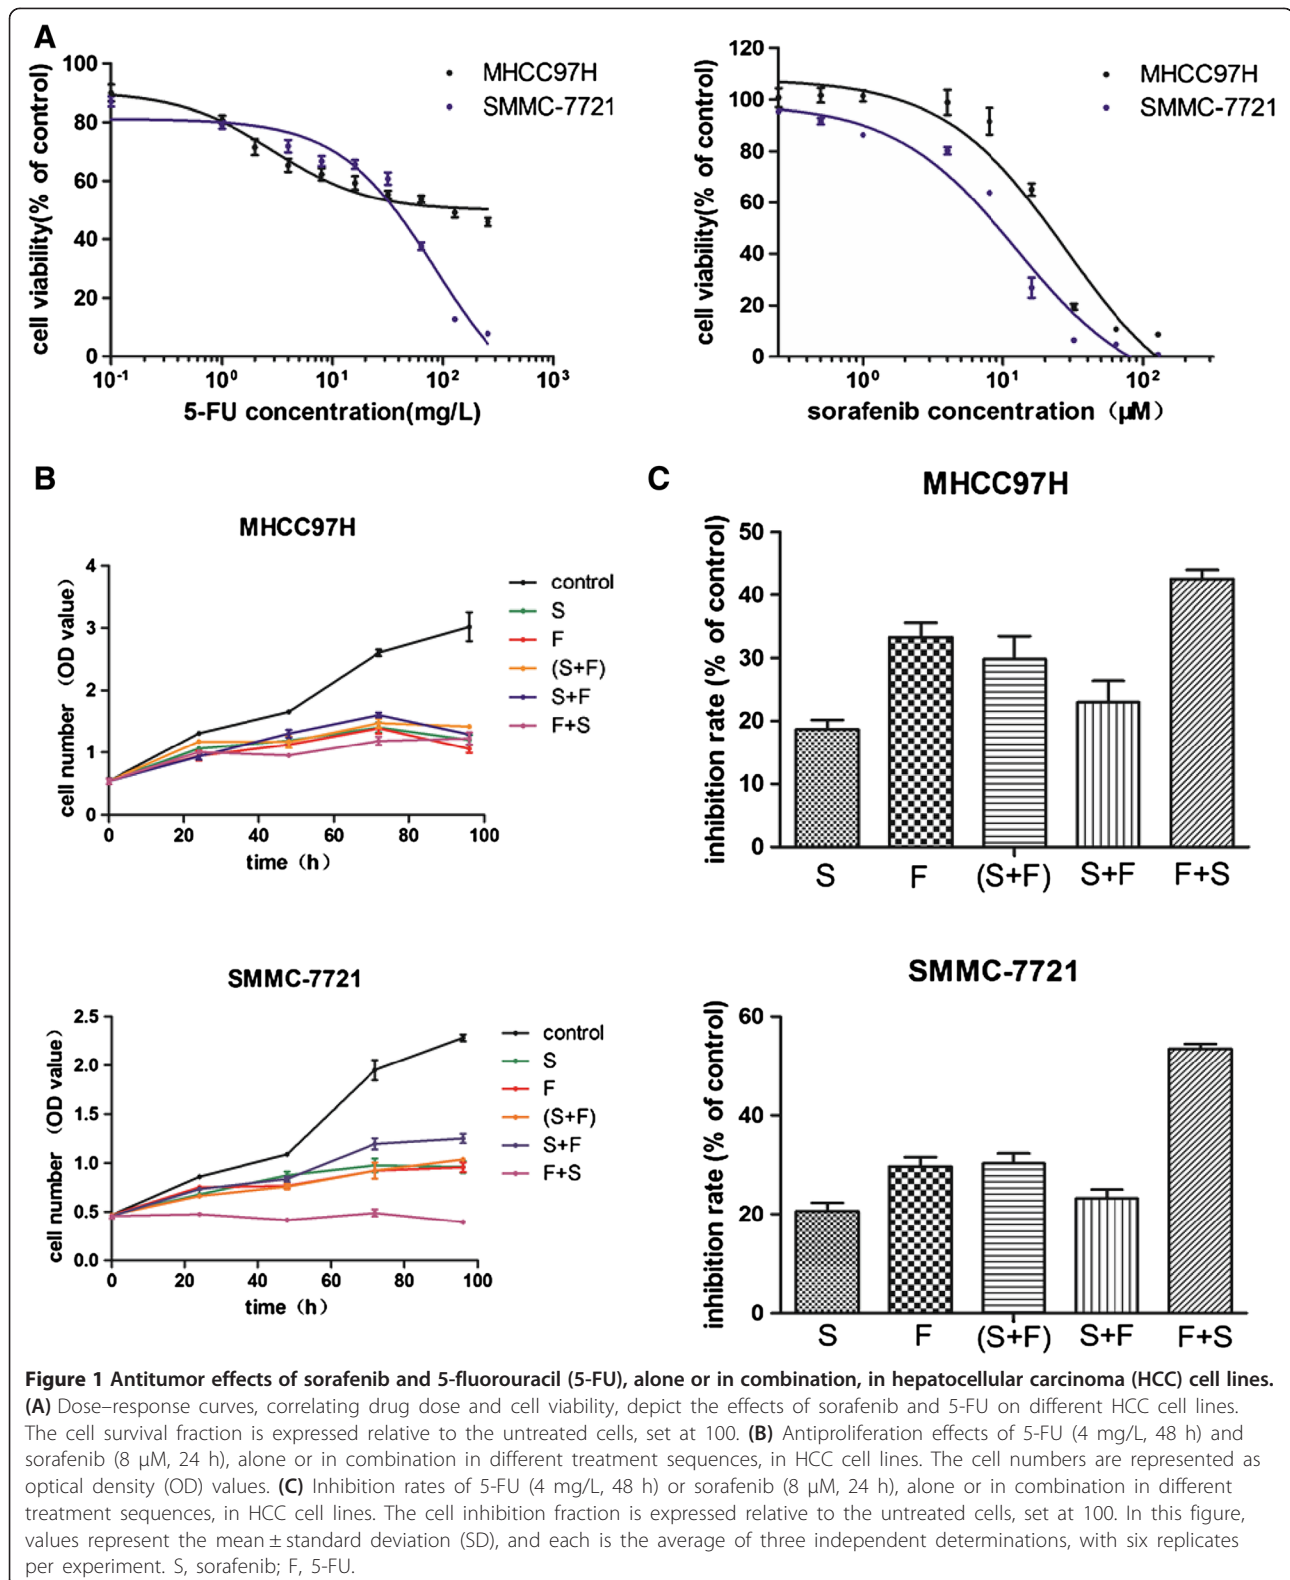 A
cell viability(% of control)
100
80
60
40
20
0
10-1
100
101
102
103
5-FU concentration(mg/L)
MHCC97H
SMMC-7721
cell viability(% of control)
120
100
80
60
40
20
0
100
101
102
sorafenib concentration（μM）
MHCC97H
SMMC-7721
B
MHCC97H
cell number （OD value）
4
3
2
1
0
0
20
40
60
80
100
time（h）
control
S
F
(S+F)
S+F
F+S
SMMC-7721
cell number （OD value）
2.5
2.0
1.5
1.0
0.5
0.0
0
20
40
60
80
100
time（h）
control
S
F
(S+F)
S+F
F+S
C
MHCC97H
inhibition rate (% of control)
50
40
30
20
10
0
S
F
(S+F)
S+F
F+S
SMMC-7721
inhibition rate (% of control)
60
40
20
0
S
F
(S+F)
S+F
F+S
Figure 1 Antitumor effects of sorafenib and 5-fluorouracil (5-FU), alone or in combination, in hepatocellular carcinoma (HCC) cell lines.
(A) Dose–response curves, correlating drug dose and cell viability, depict the effects of sorafenib and 5-FU on different HCC cell lines.
The cell survival fraction is expressed relative to the untreated cells, set at 100. (B) Antiproliferation effects of 5-FU (4 mg/L, 48 h) and
sorafenib (8 μM, 24 h), alone or in combination in different treatment sequences, in HCC cell lines. The cell numbers are represented as
optical density (OD) values. (C) Inhibition rates of 5-FU (4 mg/L, 48 h) or sorafenib (8 μM, 24 h), alone or in combination in different
treatment sequences, in HCC cell lines. The cell inhibition fraction is expressed relative to the untreated cells, set at 100. In this figure,
values represent the mean ± standard deviation (SD), and each is the average of three independent determinations, with six replicates
per experiment. S, sorafenib; F, 5-FU.